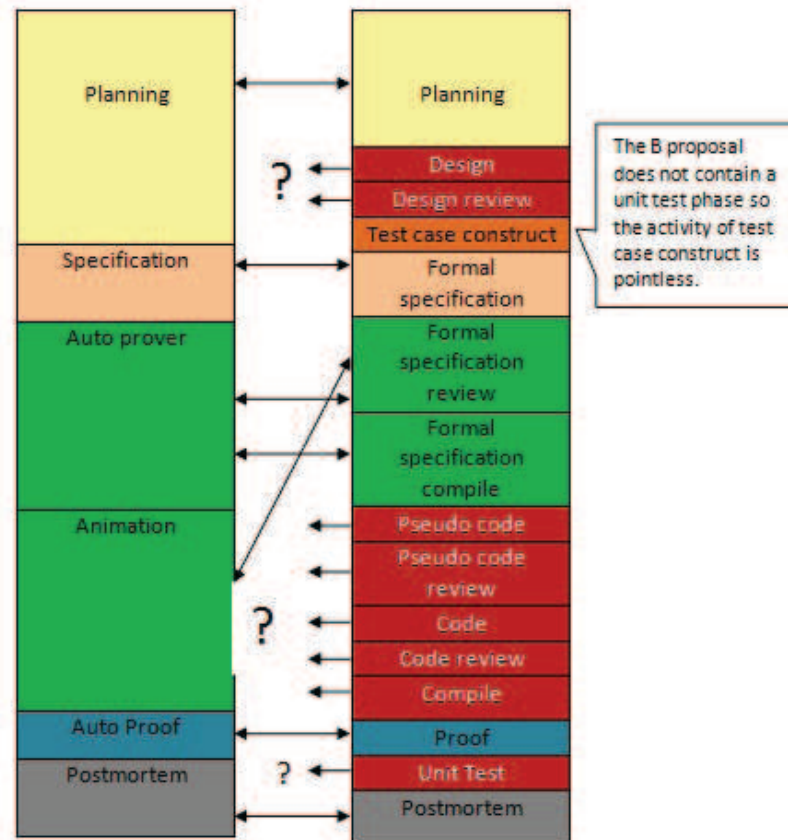 Planning
Specification
Auto prover
Animation
Auto Proof
Postmortem
?
?
?
Planning
Design
Design review
Test case construct
Formal
specification
Formal
specification
review
Formal
specification
compile
Pseudo code
Pseudo code
review
Code
Code review
Compile
Proof
Unit Test
Postmortem
The B proposal
does not contain a
unit test phase so
the activity of test
case construct is
pointless.